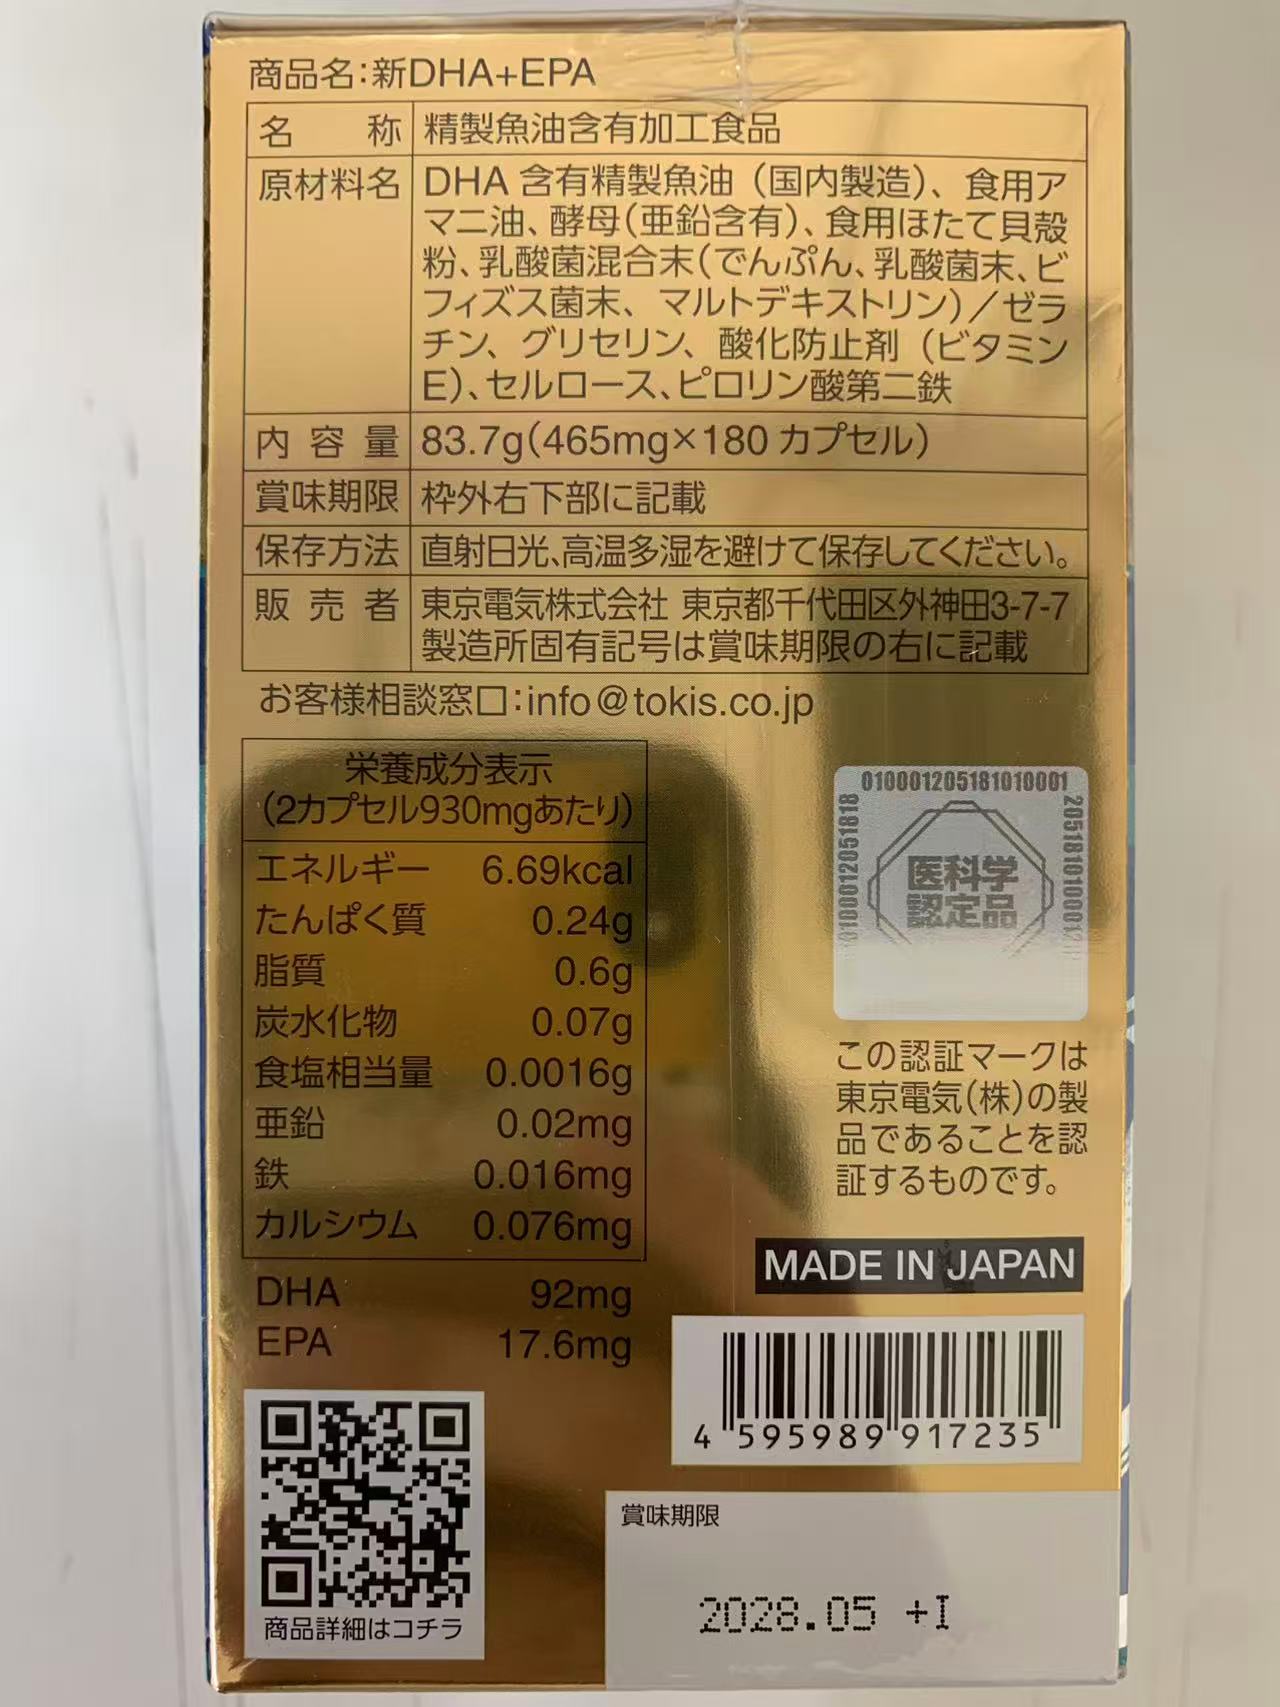 商品名：新DHA+EPA
名 称 精製魚油含有加工食品
原材料名 DHA 含有精製魚油（国内製造）、食用ア
マニ油、酵母（亜鉛含有）、食用ほたて貝殻
粉、乳酸菌混合末（でんぷん、乳酸菌末、ビ
フィズス菌末、マルトデキストリン）／ゼラ
チン、グリセリン、酸化防止剤（ビタミン
E）、セルロース、ピロリン酸第二鉄
内容量 83.7g（465mg×180 カプセル）
賞味期限 枠外右下部に記載
保存方法 直射日光、高温多湿を避けて保存してください。
販売者 東京電気株式会社 東京都千代田区外神田3-7-7
製造所固有記号は賞味期限の右に記載
お客様相談窓口：info@tokis.co.jp
栄養成分表示
（2カプセル930mgあたり）
エネルギー 6.69kcal
たんぱく質 0.24g
脂質 0.6g
炭水化物 0.07g
食塩相当量 0.0016g
亜鉛 0.02mg
鉄 0.016mg
カルシウム 0.076mg
DHA 92mg
EPA 17.6mg
商品詳細はコチラ
010001205181010001
医科学
認定品
この認証マークは
東京電気（株）の製
品であることを認
証するものです。
MADE IN JAPAN
4 595989 917235
賞味期限
2028.05 +I